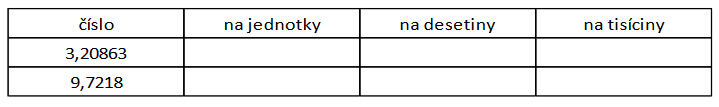 číslo na jednotky na desetiny na tisíciny
3,20863
9,7218